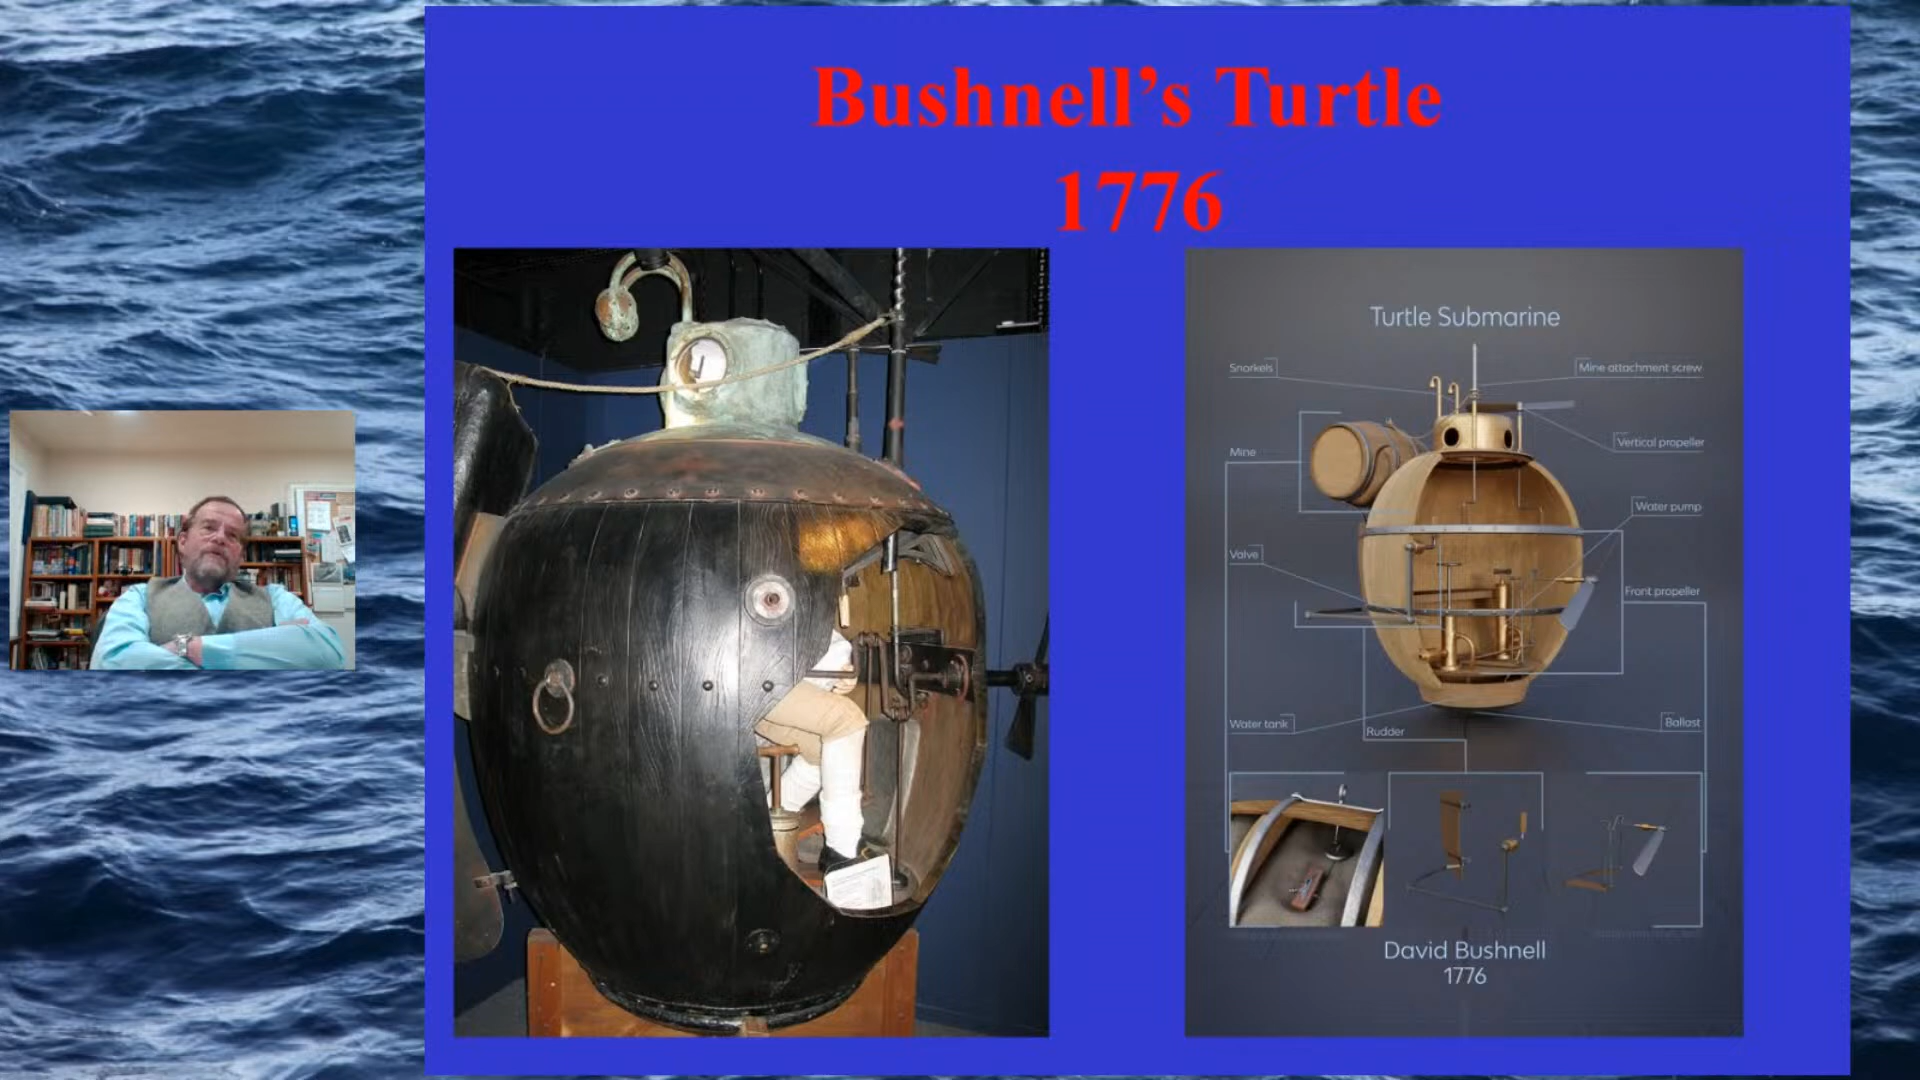 Bushnell's Turtle
1776
Turtle Submarine
Snorkels
Mine attachment screw
Mine
Vertical propeller
Water pump
Valve
Front propeller
Water tank
Rudder
Ballast
David Bushnell
1776